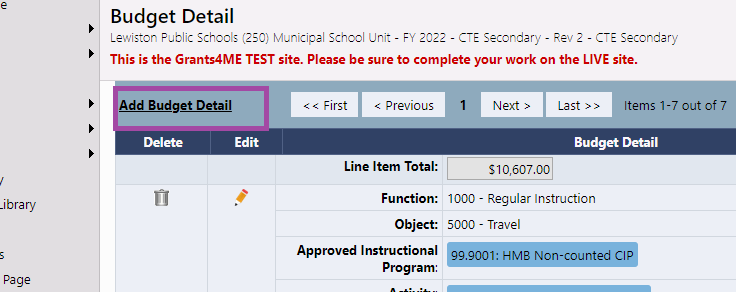 Budget Detail
Lewiston Public Schools (250) Municipal School Unit - FY 2022 - CTE Secondary - Rev 2 - CTE Secondary
This is the Grants4ME TEST site. Please be sure to complete your work on the LIVE site.
Add Budget Detail << First < Previous 1 Next > Last >> Items 1-7 out of 7
Delete Edit Budget Detail
Line Item Total: $10,607.00
Function: 1000 - Regular Instruction
Library
Object: 5000 - Travel
Approved Instructional
Program: 99.9001: HMB Non-counted CIP
Page